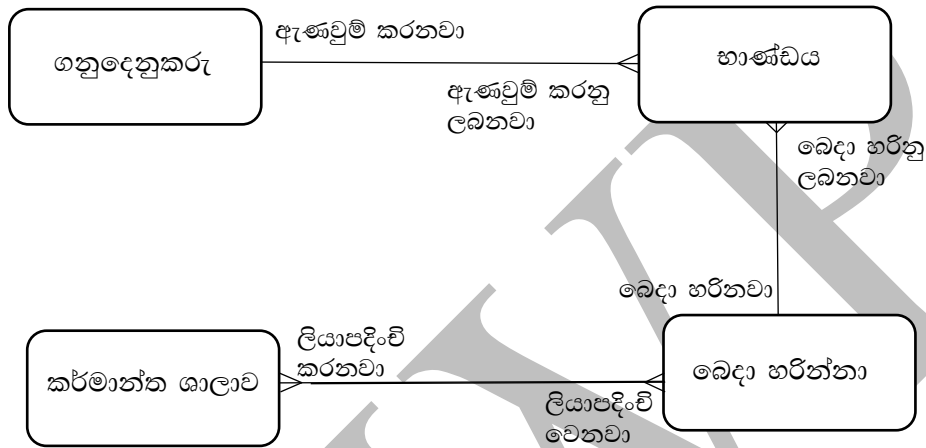 ඇණවුම් කරනවා
ගනුදෙනුකරු
භාණ්ඩය
ඇණවුම් කරනු
ලබනවා
බෙදා හරිනු
ලබනවා
බෙදා හරිනවා
ලියාපදිංචි
කරනවා
කර්මාන්ත ශාලාව
බෙදා හරින්නා
ලියාපදිංචි
වෙනවා